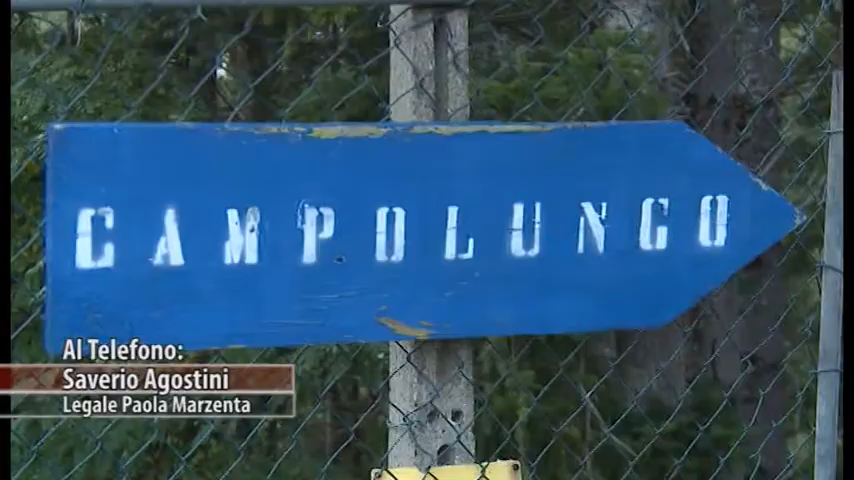 CAMPOLUNGO
Al Telefono:
Saverio Agostini
Legale Paola Marzenta